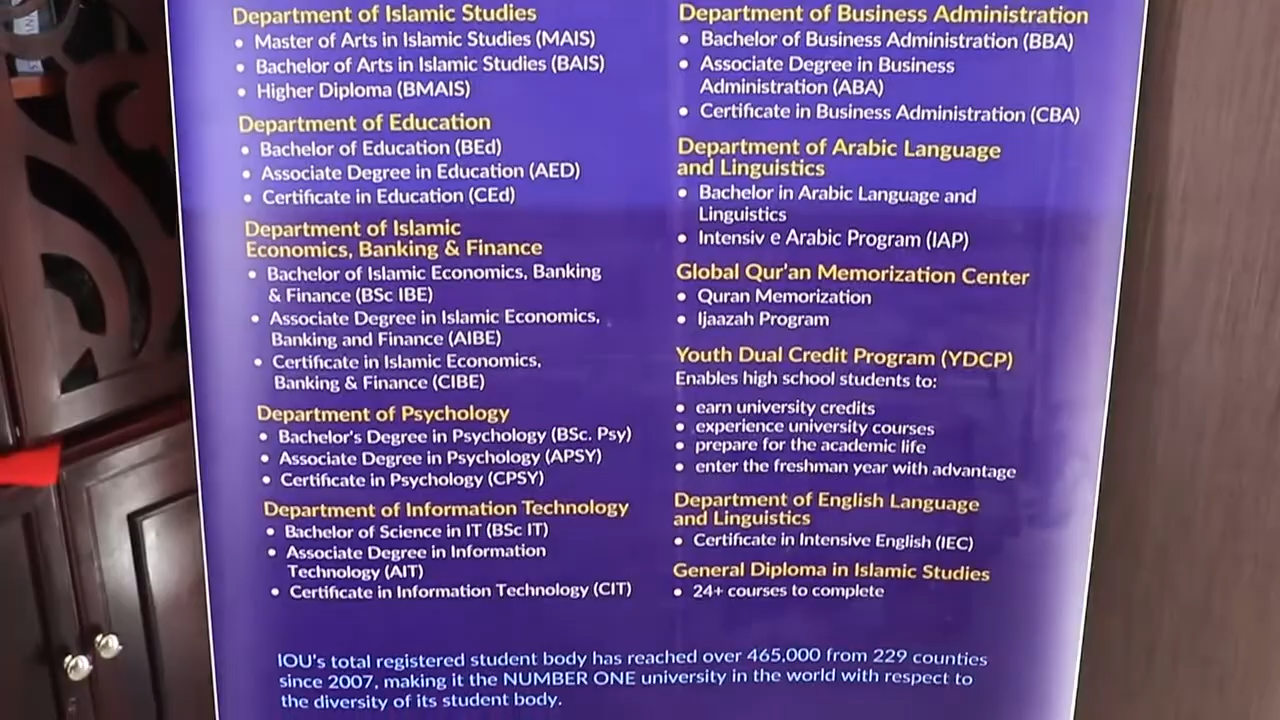 Department of Islamic Studies
• Master of Arts in Islamic Studies (MAIS)
• Bachelor of Arts in Islamic Studies (BAIS)
• Higher Diploma (BMAIS)
Department of Education
• Bachelor of Education (BEd)
• Associate Degree in Education (AED)
• Certificate in Education (CEd)
Department of Islamic
Economics, Banking & Finance
• Bachelor of Islamic Economics, Banking
& Finance (BSc IBE)
• Associate Degree in Islamic Economics,
Banking and Finance (AIBE)
• Certificate in Islamic Economics,
Banking & Finance (CIBE)
Department of Psychology
• Bachelor's Degree in Psychology (BSc. Psy)
• Associate Degree in Psychology (APSY)
• Certificate in Psychology (CPSY)
Department of Information Technology
• Bachelor of Science in IT (BSc IT)
• Associate Degree in Information
Technology (AIT)
• Certificate in Information Technology (CIT)
Department of Business Administration
• Bachelor of Business Administration (BBA)
• Associate Degree in Business
Administration (ABA)
• Certificate in Business Administration (CBA)
Department of Arabic Language
and Linguistics
• Bachelor in Arabic Language and
Linguistics
• Intensiv e Arabic Program (IAP)
Global Qur'an Memorization Center
• Quran Memorization
• Ijaazah Program
Youth Dual Credit Program (YDCP)
Enables high school students to:
• earn university credits
• experience university courses
• prepare for the academic life
• enter the freshman year with advantage
Department of English Language
and Linguistics
• Certificate in Intensive English (IEC)
General Diploma in Islamic Studies
• 24+ courses to complete
IOU's total registered student body has reached over 465,000 from 229 counties
since 2007, making it the NUMBER ONE university in the world with respect to
the diversity of its student body.